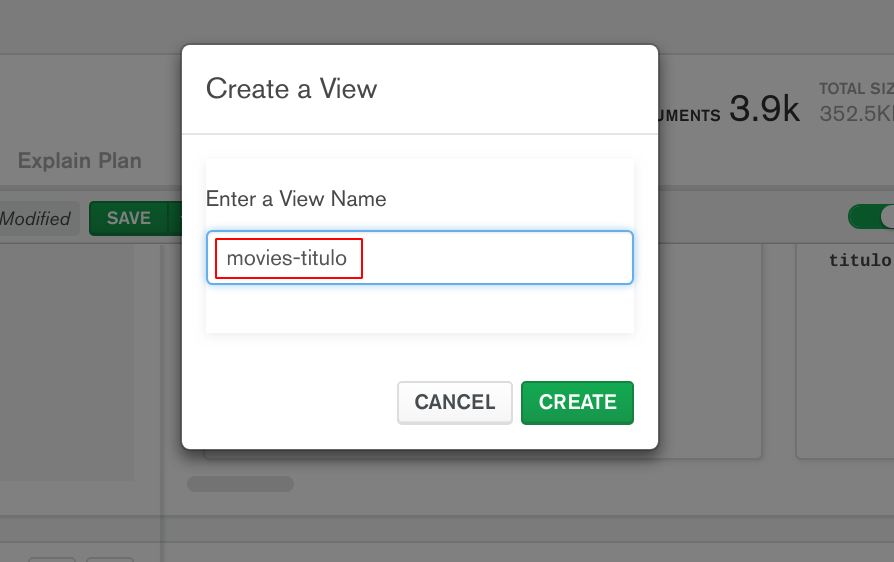 Create a View
UMENTS 3.9k
TOTAL SIZ
352.5K
Explain Plan
Enter a View Name
Modified
SAVE
movies-titulo
titulo
CANCEL
CREATE